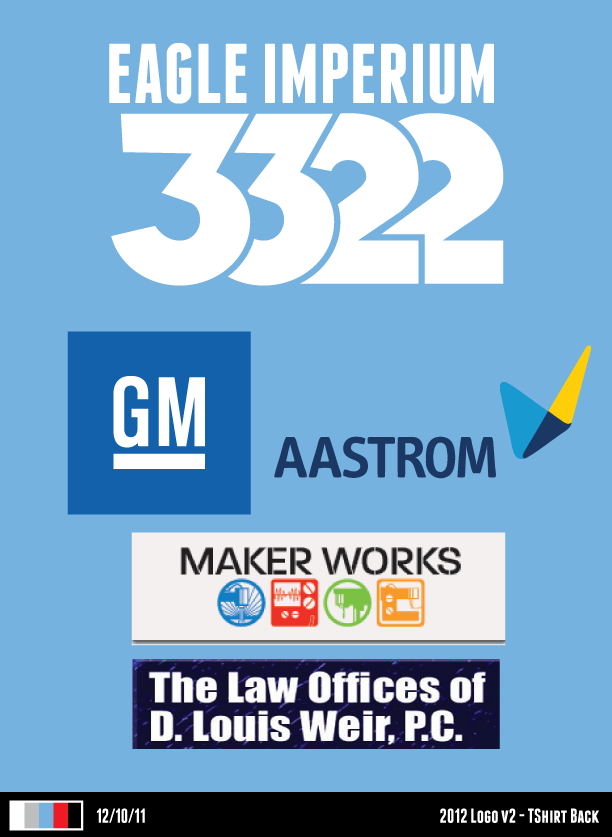 EAGLE IMPERIUM
3322
GM
AASTROM
MAKER WORKS
The Law Offices of
D. Louis Weir, P.C.
12/10/11
2012 Logo v2 - TShirt Back